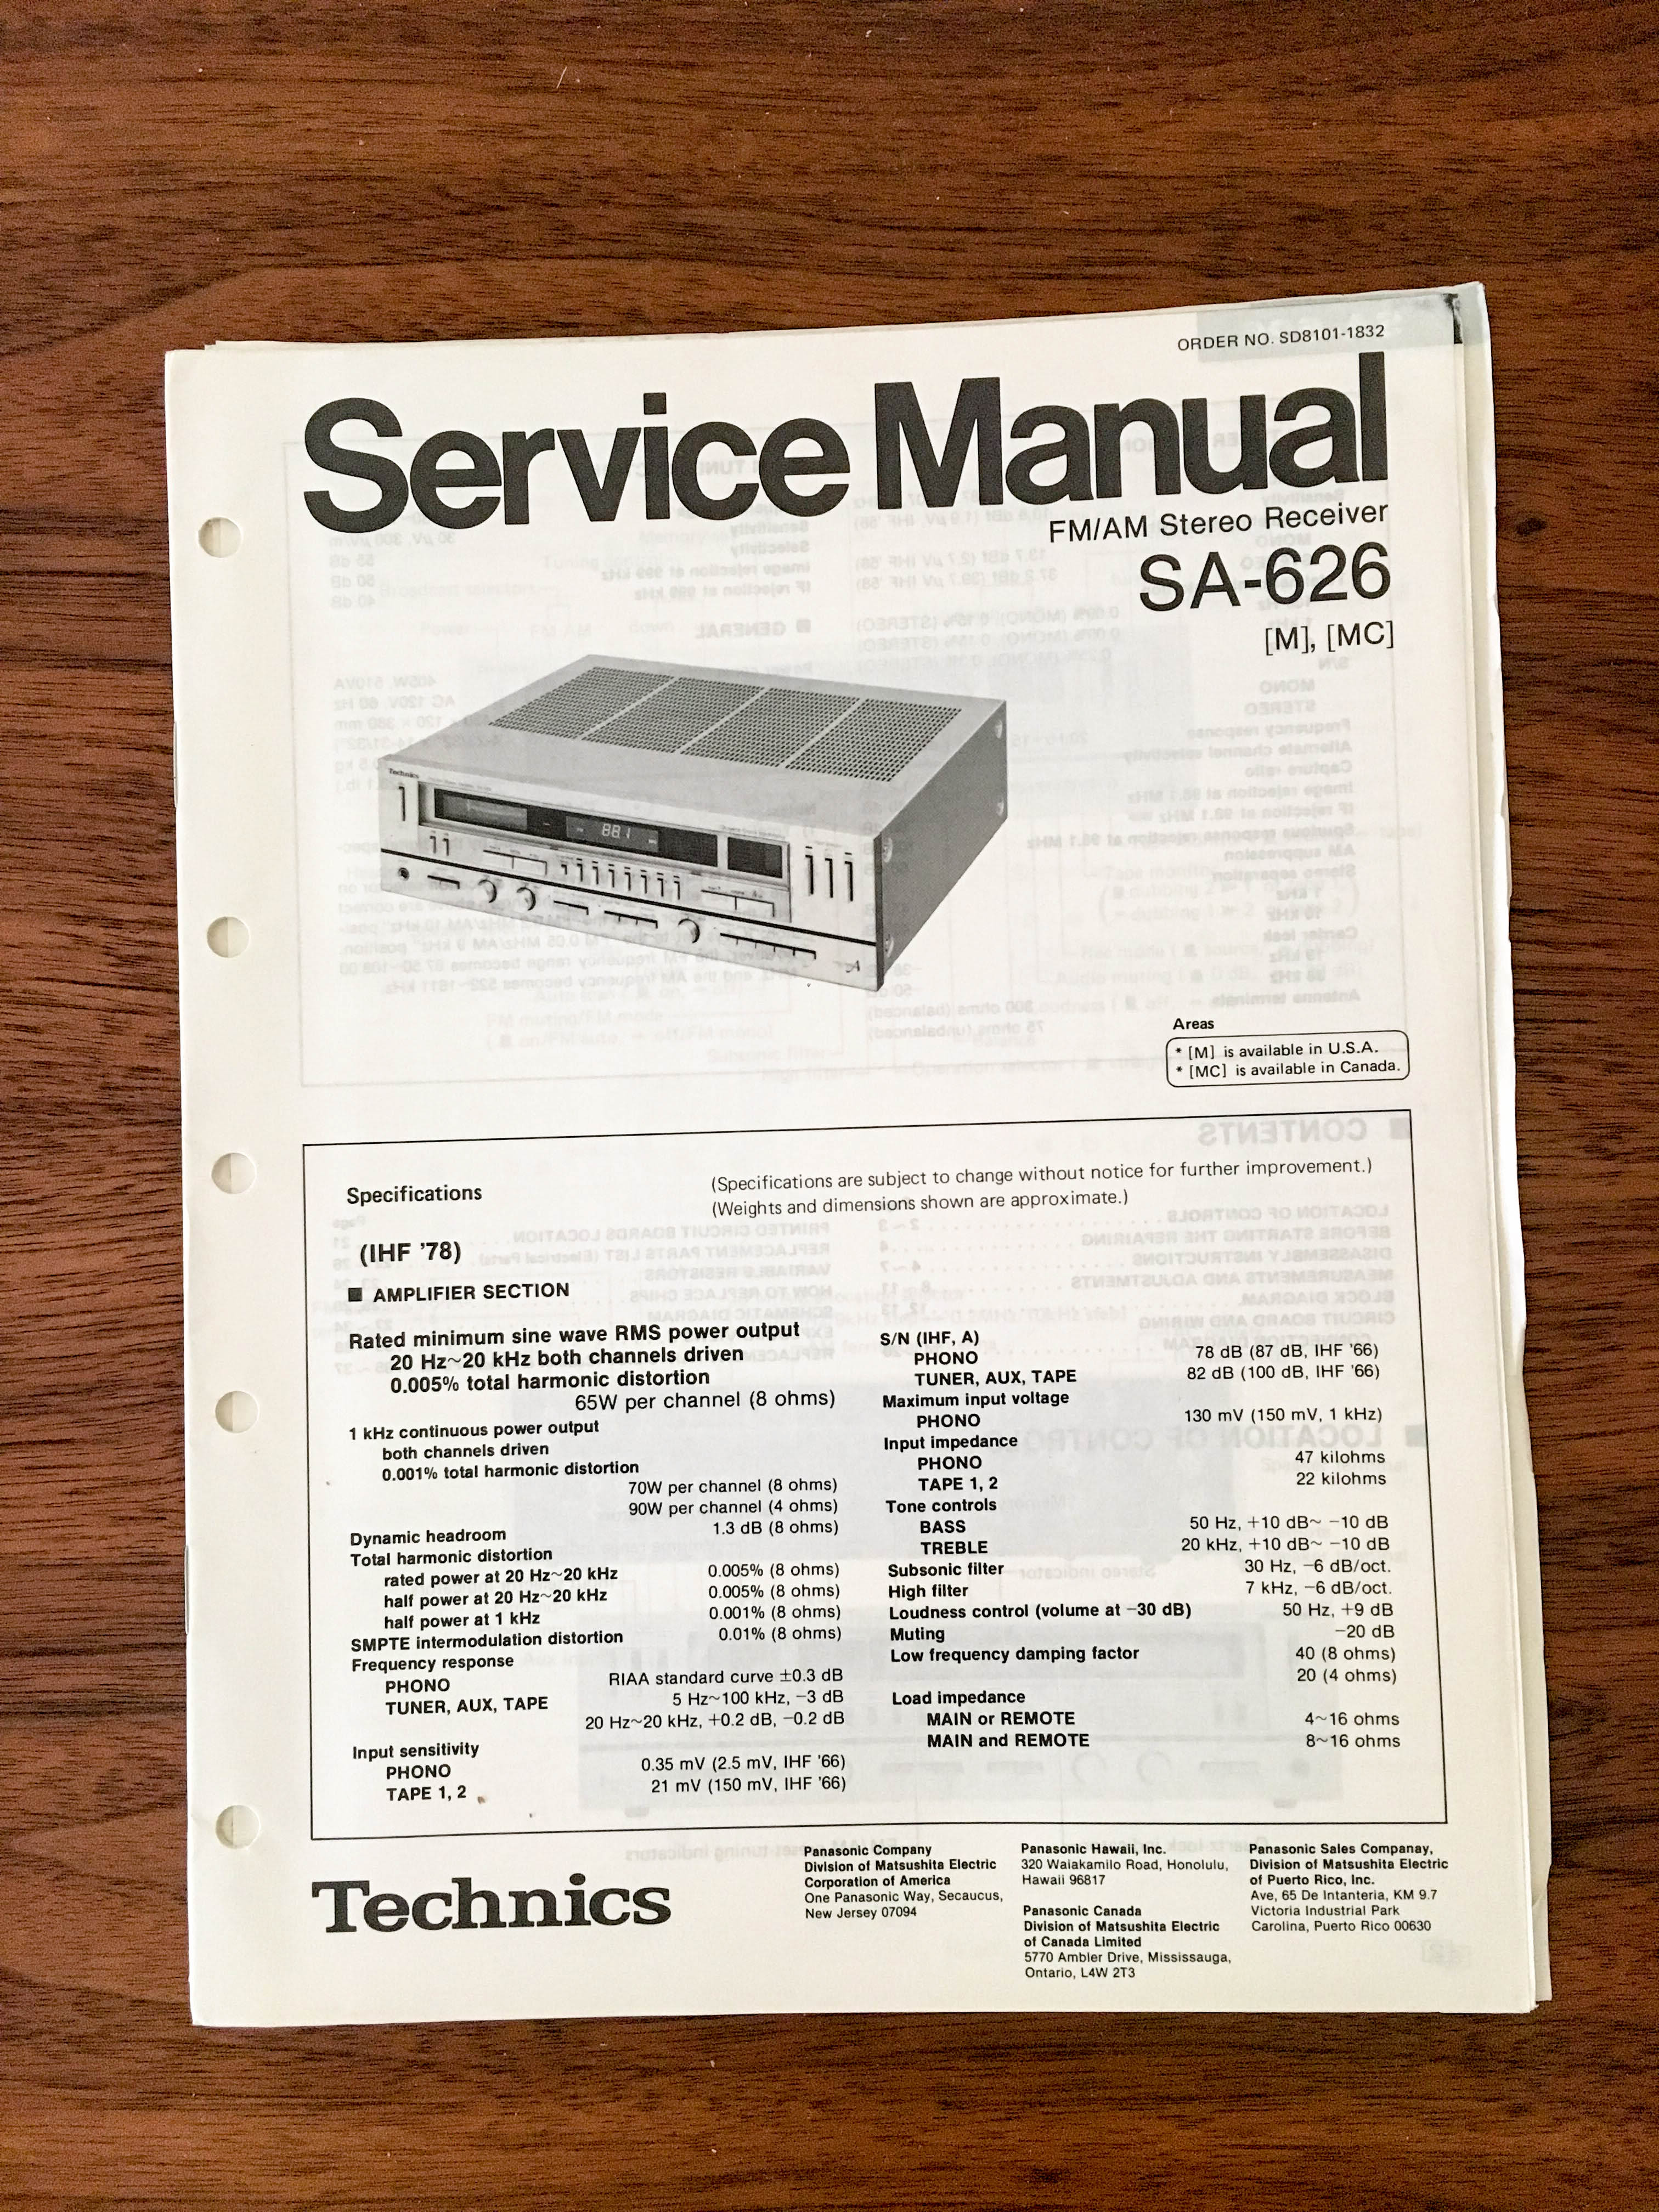 ORDER NO. SD8101-1832
Service Manual
FM/AM Stereo Receiver
SA-626
[M], [MC]
Technics
88.1
Areas
* [M] is available in U.S.A.
* [MC] is available in Canada.
Specifications
(Specifications are subject to change without notice for further improvement.)
(Weights and dimensions shown are approximate.)
(IHF '78)
■ AMPLIFIER SECTION
Rated minimum sine wave RMS power output
20 Hz~20 kHz both channels driven
0.005% total harmonic distortion
65W per channel (8 ohms)
1 kHz continuous power output
both channels driven
0.001% total harmonic distortion
70W per channel (8 ohms)
90W per channel (4 ohms)
Dynamic headroom 1.3 dB (8 ohms)
Total harmonic distortion
rated power at 20 Hz~20 kHz 0.005% (8 ohms)
half power at 20 Hz~20 kHz 0.005% (8 ohms)
half power at 1 kHz 0.001% (8 ohms)
SMPTE intermodulation distortion 0.01% (8 ohms)
Frequency response
PHONO RIAA standard curve ±0.3 dB
TUNER, AUX, TAPE 5 Hz~100 kHz, −3 dB
20 Hz~20 kHz, +0.2 dB, −0.2 dB
Input sensitivity
PHONO 0.35 mV (2.5 mV, IHF '66)
TAPE 1, 2 21 mV (150 mV, IHF '66)
S/N (IHF, A)
PHONO 78 dB (87 dB, IHF '66)
TUNER, AUX, TAPE 82 dB (100 dB, IHF '66)
Maximum input voltage
PHONO 130 mV (150 mV, 1 kHz)
Input impedance
PHONO 47 kilohms
TAPE 1, 2 22 kilohms
Tone controls
BASS 50 Hz, +10 dB~ −10 dB
TREBLE 20 kHz, +10 dB~ −10 dB
Subsonic filter 30 Hz, −6 dB/oct.
High filter 7 kHz, −6 dB/oct.
Loudness control (volume at −30 dB) 50 Hz, +9 dB
Muting −20 dB
Low frequency damping factor 40 (8 ohms)
20 (4 ohms)
Load impedance
MAIN or REMOTE 4~16 ohms
MAIN and REMOTE 8~16 ohms
Technics
Panasonic Company
Division of Matsushita Electric
Corporation of America
One Panasonic Way, Secaucus,
New Jersey 07094
Panasonic Hawaii, Inc.
320 Waiakamilo Road, Honolulu,
Hawaii 96817
Panasonic Canada
Division of Matsushita Electric
of Canada Limited
5770 Ambler Drive, Mississauga,
Ontario, L4W 2T3
Panasonic Sales Companay,
Division of Matsushita Electric
of Puerto Rico, Inc.
Ave, 65 De Intanteria, KM 9.7
Victoria Industrial Park
Carolina, Puerto Rico 00630